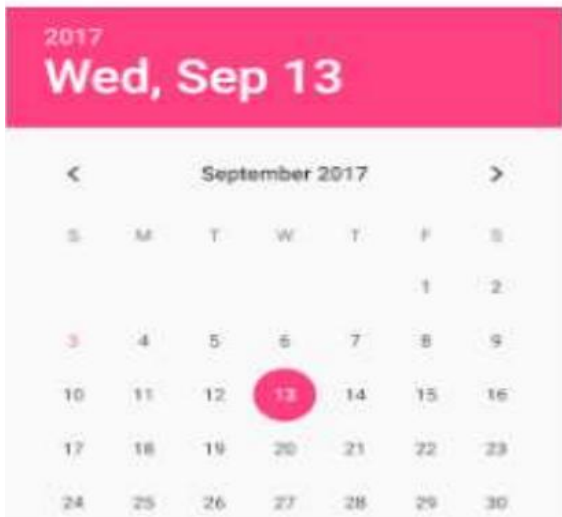 2017
Wed, Sep 13
< September 2017 >
S M T W T F S
1 2
3 4 5 6 7 8 9
10 11 12 13 14 15 16
17 18 19 20 21 22 23
24 25 26 27 28 29 30